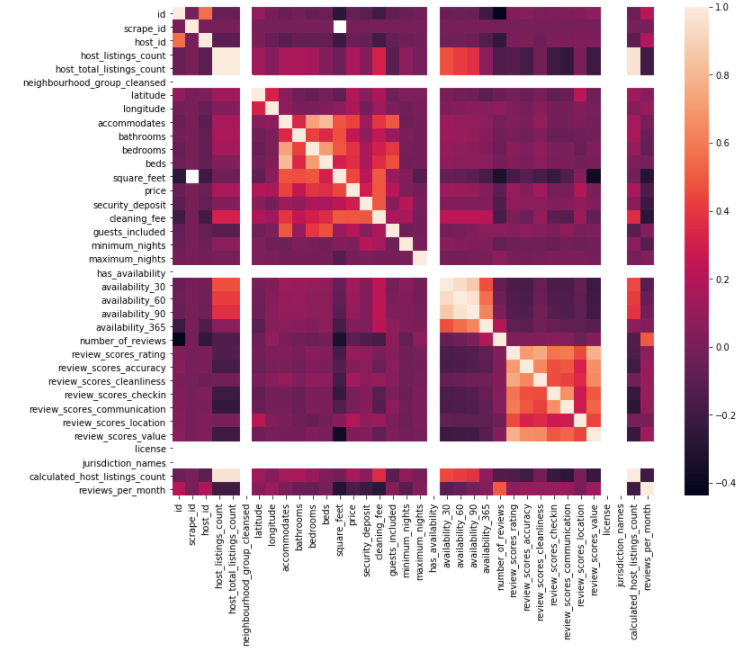 id
scrape_id
host_id
host_listings_count
host_total_listings_count
neighbourhood_group_cleansed
latitude
longitude
accommodates
bathrooms
bedrooms
beds
square_feet
price
security_deposit
cleaning_fee
guests_included
minimum_nights
maximum_nights
has_availability
availability_30
availability_60
availability_90
availability_365
number_of_reviews
review_scores_rating
review_scores_accuracy
review_scores_cleanliness
review_scores_checkin
review_scores_communication
review_scores_location
review_scores_value
license
jurisdiction_names
calculated_host_listings_count
reviews_per_month
id
scrape_id
host_id
host_listings_count
host_total_listings_count
neighbourhood_group_cleansed
latitude
longitude
accommodates
bathrooms
bedrooms
beds
square_feet
price
security_deposit
cleaning_fee
guests_included
minimum_nights
maximum_nights
has_availability
availability_30
availability_60
availability_90
availability_365
number_of_reviews
review_scores_rating
review_scores_accuracy
review_scores_cleanliness
review_scores_checkin
review_scores_communication
review_scores_location
review_scores_value
license
jurisdiction_names
calculated_host_listings_count
reviews_per_month
1.0
0.8
0.6
0.4
0.2
0.0
−0.2
−0.4